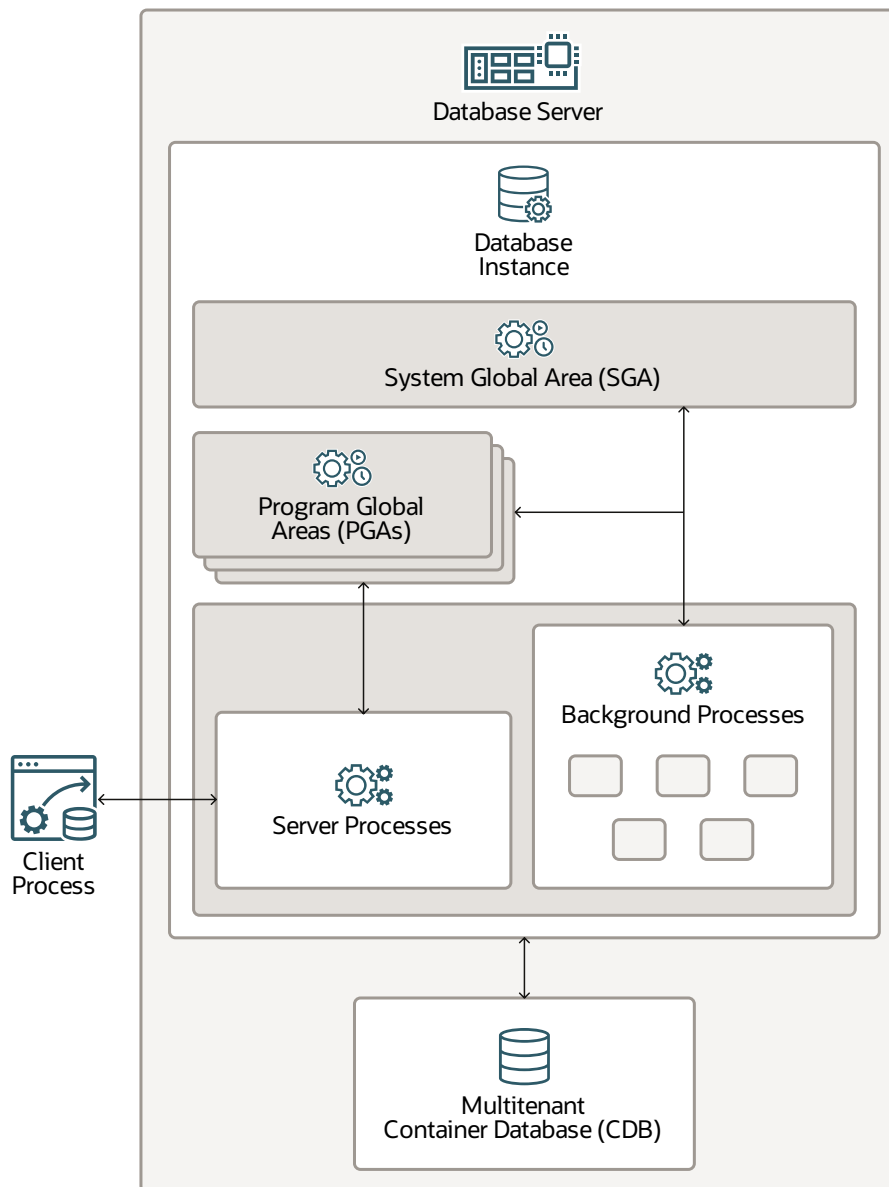 Database Server
Database
Instance
System Global Area (SGA)
Program Global
Areas (PGAs)
Background Processes
Server Processes
Client
Process
Multitenant
Container Database (CDB)